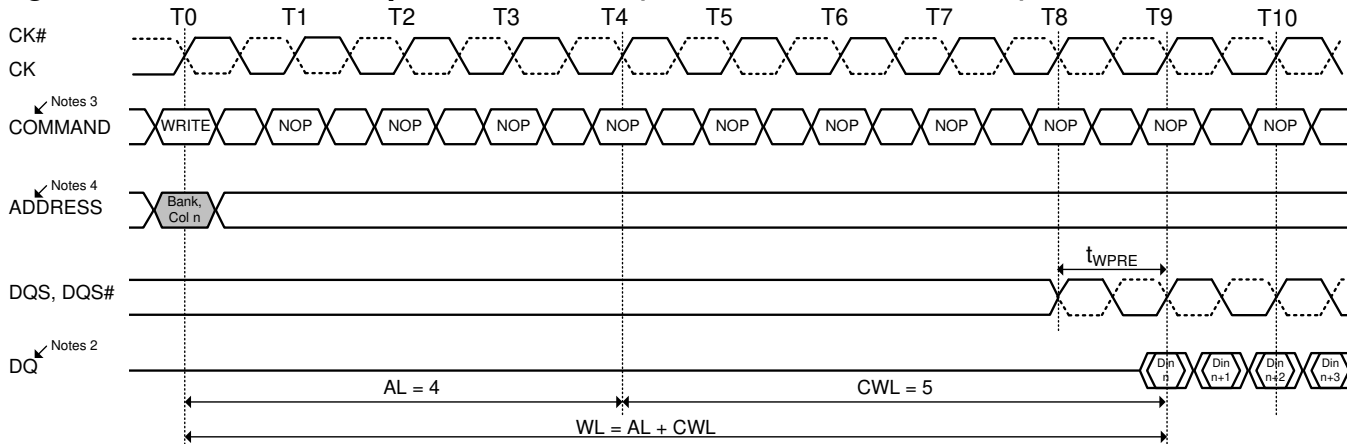 T0 T1 T2 T3 T4 T5 T6 T7 T8 T9 T10
CK#
CK
Notes 3
COMMAND WRITE NOP NOP NOP NOP NOP NOP NOP NOP NOP NOP
Notes 4
ADDRESS
Bank,
Col n
tWPRE
DQS, DQS#
Notes 2
DQ
Din Din Din Din
n n+1 n+2 n+3
AL = 4 CWL = 5
WL = AL + CWL